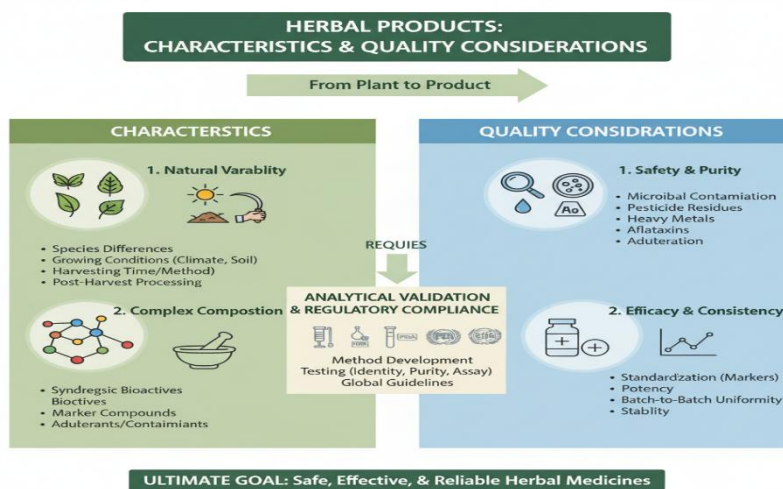 HERBAL PRODUCTS:
CHARACTERISTICS & QUALITY CONSIDERATIONS
From Plant to Product
CHARACTERSTICS
1. Natural Varablity
• Species Differences
• Growing Conditions (Climate, Soil)
• Harvesting Time/Method)
• Post-Harvest Processing
2. Complex Compostion
• Syndregsic Bioactives
Bioctives
• Marker Compounds
• Aduterants/Contaimiants
REQUIES
ANALYTICAL VALIDATION
& REGULATORY COMPLIANCE
Method Development
Testing (Identity, Purity, Assay)
Global Guidelines
QUALITY CONSIDRATIONS
1. Safety & Purity
• Microibal Contamiation
• Pesticide Residues
• Heavy Metals
• Aflataxins
• Aduteration
2. Efficacy & Consistency
• Standardzation (Markers)
• Potency
• Batch-to-Batch Uniformity
• Stablity
ULTIMATE GOAL: Safe, Effective, & Reliable Herbal Medicines